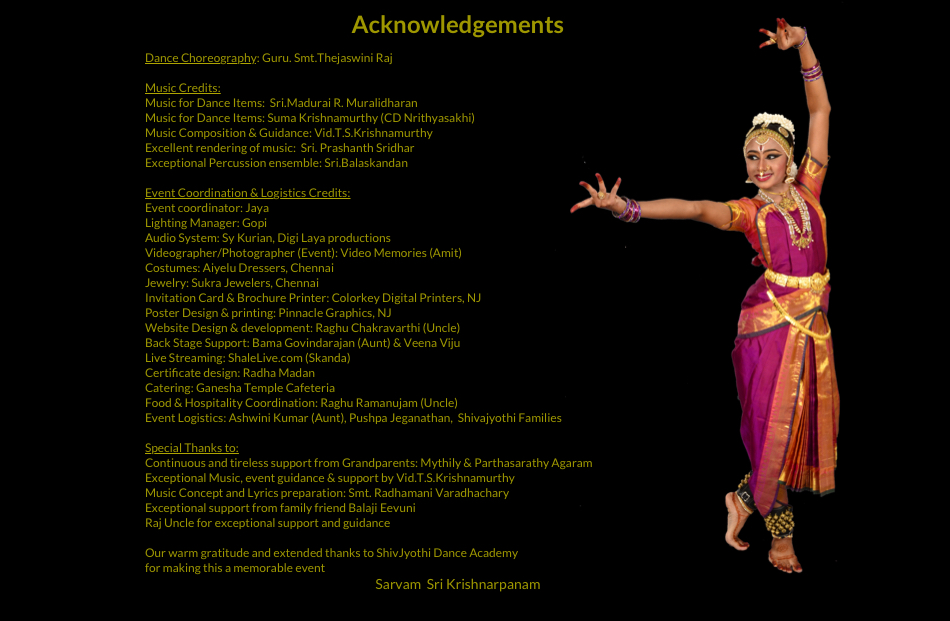 Acknowledgements
Dance Choreography: Guru. Smt.Thejaswini Raj
Music Credits:
Music for Dance Items:  Sri.Madurai R. Muralidharan
Music for Dance Items: Suma Krishnamurthy (CD Nrithyasakhi)
Music Composition & Guidance: Vid.T.S.Krishnamurthy
Excellent rendering of music:  Sri. Prashanth Sridhar
Exceptional Percussion ensemble: Sri.Balaskandan
Event Coordination & Logistics Credits:
Event coordinator: Jaya
Lighting Manager: Gopi
Audio System: Sy Kurian, Digi Laya productions
Videographer/Photographer (Event): Video Memories (Amit)
Costumes: Aiyelu Dressers, Chennai
Jewelry: Sukra Jewelers, Chennai
Invitation Card & Brochure Printer: Colorkey Digital Printers, NJ
Poster Design & printing: Pinnacle Graphics, NJ
Website Design & development: Raghu Chakravarthi (Uncle)
Back Stage Support: Bama Govindarajan (Aunt) & Veena Viju
Live Streaming: ShaleLive.com (Skanda)
Certificate design: Radha Madan
Catering: Ganesha Temple Cafeteria
Food & Hospitality Coordination: Raghu Ramanujam (Uncle)
Event Logistics: Ashwini Kumar (Aunt), Pushpa Jeganathan,  Shivajyothi Families
Special Thanks to:
Continuous and tireless support from Grandparents: Mythily & Parthasarathy Agaram
Exceptional Music, event guidance & support by Vid.T.S.Krishnamurthy
Music Concept and Lyrics preparation: Smt. Radhamani Varadhachary
Exceptional support from family friend Balaji Eevuni
Raj Uncle for exceptional support and guidance
Our warm gratitude and extended thanks to ShivJyothi Dance Academy
for making this a memorable event
Sarvam  Sri Krishnarpanam